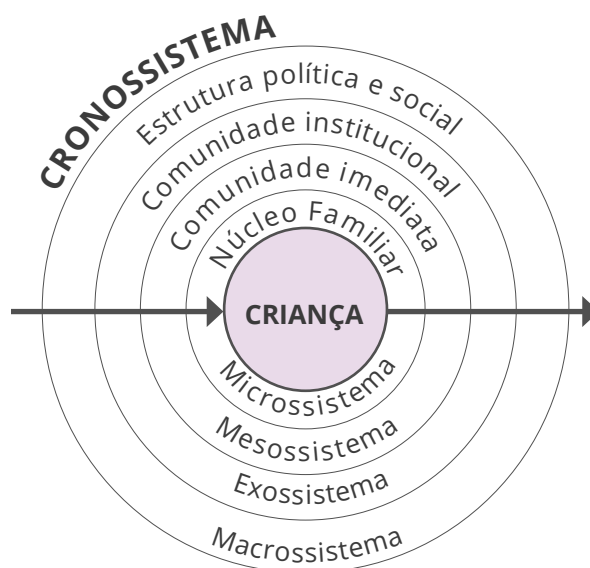 CRONOSSISTEMA
Estrutura política e social
Comunidade institucional
Comunidade imediata
Núcleo Familiar
CRIANÇA
Microssistema
Mesossistema
Exossistema
Macrossistema